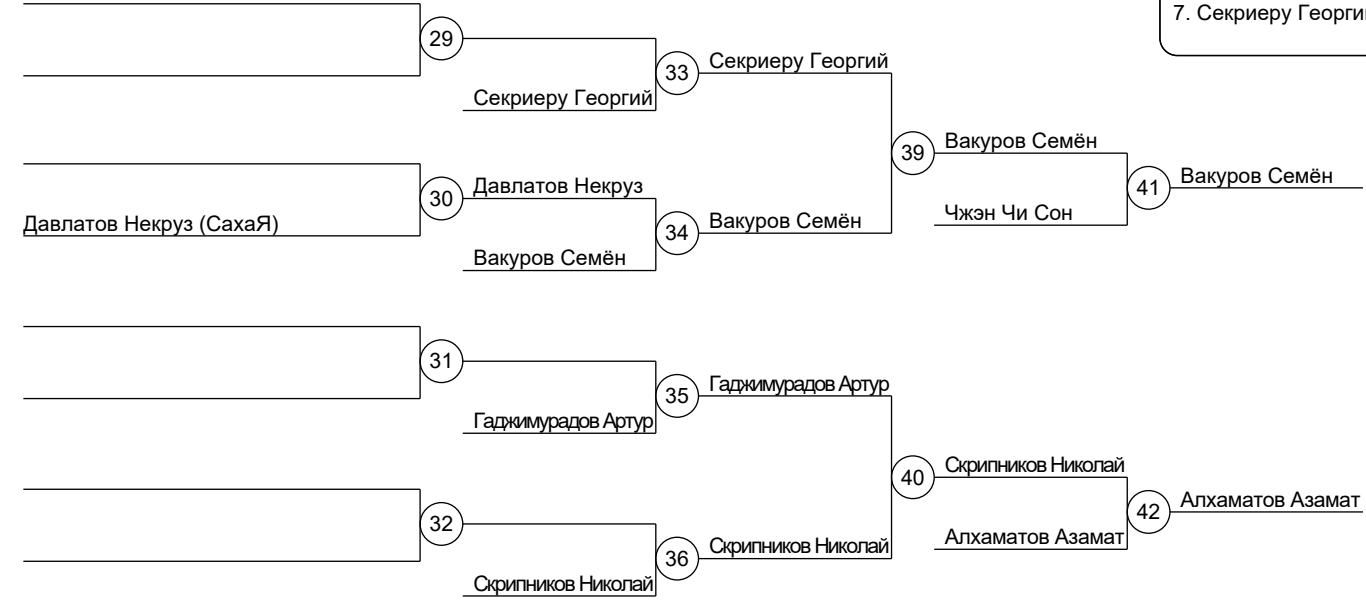 7. Секриеру Георги
29
33
Секриеру Георгий
Секриеру Георгий
39
Вакуров Семён
41
Вакуров Семён
30
Давлатов Некруз
Давлатов Некруз (СахаЯ)
34
Вакуров Семён
Чжэн Чи Сон
Вакуров Семён
31
35
Гаджимурадов Артур
Гаджимурадов Артур
40
Скрипников Николай
42
Алхаматов Азамат
32
36
Скрипников Николай
Алхаматов Азамат
Скрипников Николай